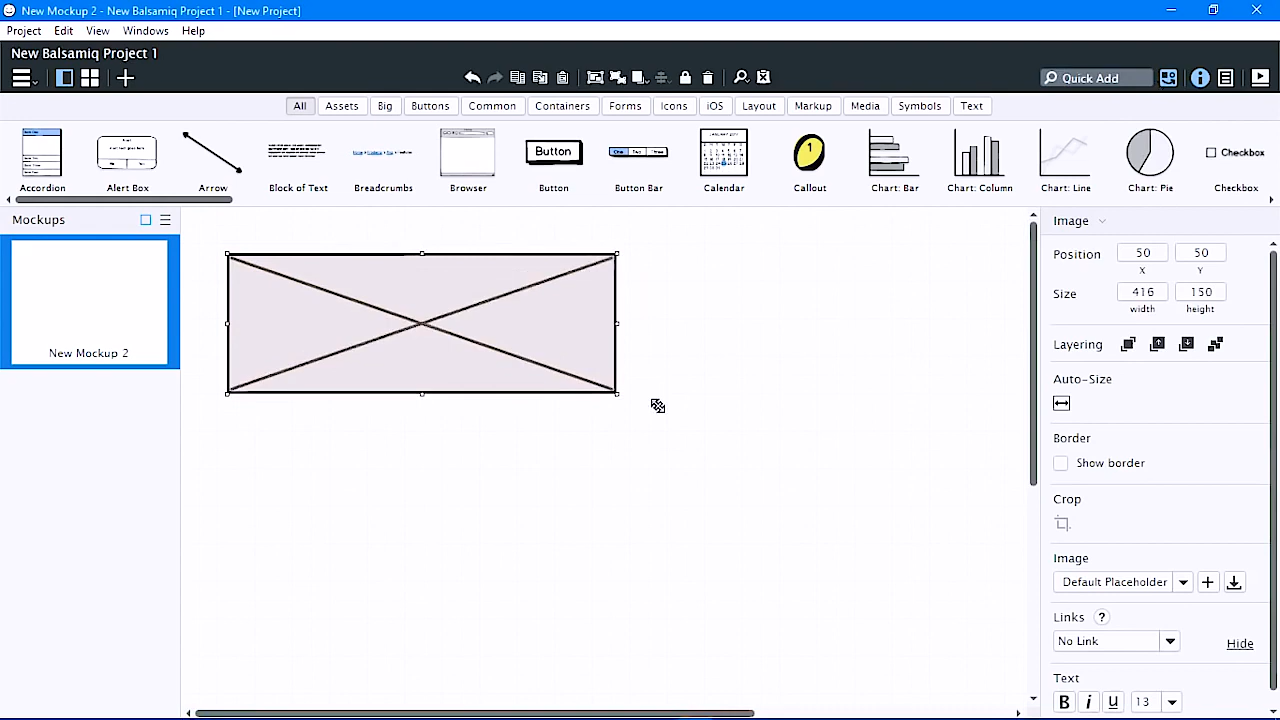 New Mockup 2 - New Balsamiq Project 1 - [New Project]
Project Edit View Windows Help
New Balsamiq Project 1
Quick Add
All Assets Big Buttons Common Containers Forms Icons iOS Layout Markup Media Symbols Text
Button
One Two Three
1
Checkbox
Accordion Alert Box Arrow Block of Text Breadcrumbs Browser Button Button Bar Calendar Callout Chart: Bar Chart: Column Chart: Line Chart: Pie Checkbox
Mockups
New Mockup 2
Image
Position 50 50
X Y
Size 416 150
width height
Layering
Auto-Size
Border
Show border
Crop
Image
Default Placeholder
Links ?
No Link Hide
Text
B i U 13